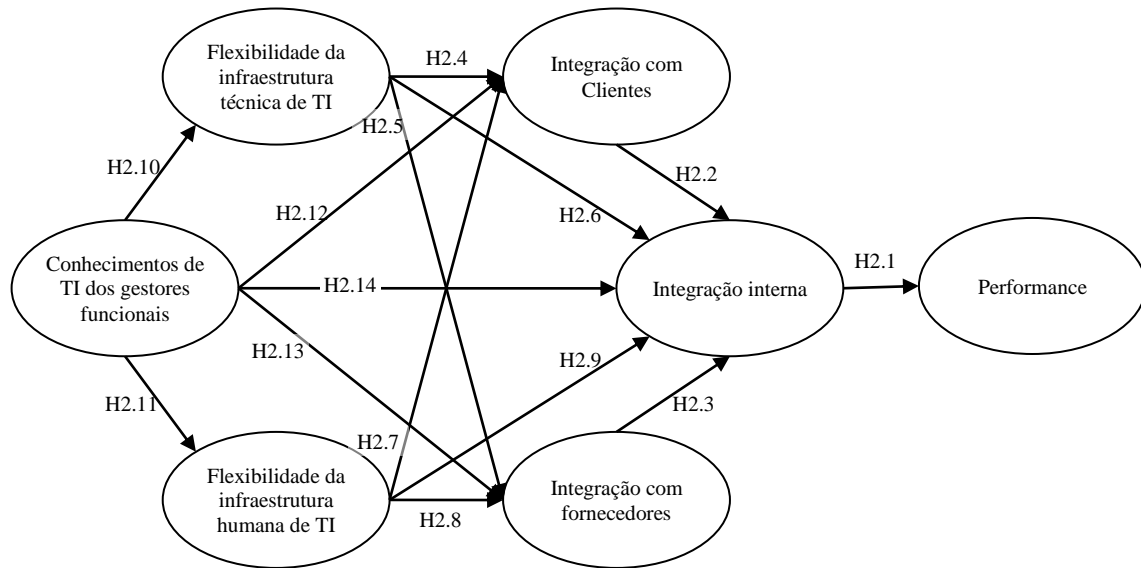 Flexibilidade da
infraestrutura
técnica de TI
H2.4
Integração com
Clientes
H2.5
H2.10
H2.2
H2.12
H2.6
Conhecimentos de
TI dos gestores
funcionais
H2.14
Integração interna
H2.1
Performance
H2.13
H2.9
H2.11
H2.3
H2.7
Flexibilidade da
infraestrutura
humana de TI
H2.8
Integração com
fornecedores